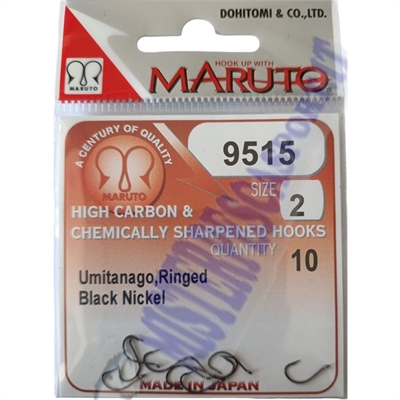 DOHITOMI & CO.,LTD.
HOOK UP WITH
MARUTO
MARUTO
A CENTURY OF QUALITY
MARUTO
9515
SIZE
2
HIGH CARBON &
CHEMICALLY SHARPENED HOOKS
QUANTITY
10
Umitanago,Ringed
Black Nickel
MADE IN JAPAN